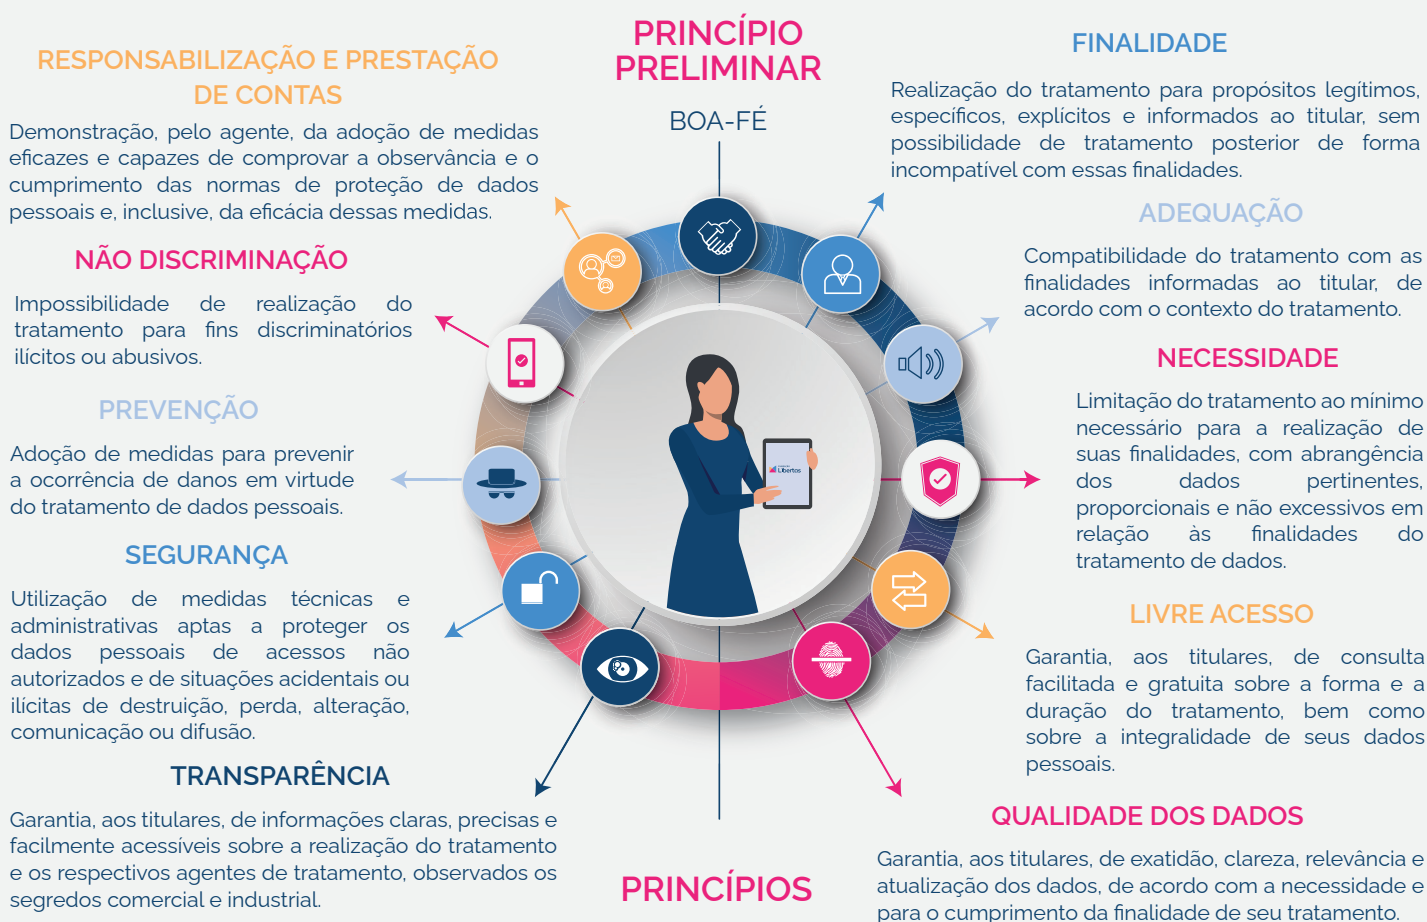 PRINCÍPIO
PRELIMINAR
BOA-FÉ
FINALIDADE
Realização do tratamento para propósitos legítimos,
específicos, explícitos e informados ao titular, sem
possibilidade de tratamento posterior de forma
incompatível com essas finalidades.
ADEQUAÇÃO
Compatibilidade do tratamento com as
finalidades informadas ao titular, de
acordo com o contexto do tratamento.
NECESSIDADE
Limitação do tratamento ao mínimo
necessário para a realização de
suas finalidades, com abrangência
dos dados pertinentes,
proporcionais e não excessivos em
relação às finalidades do
tratamento de dados.
LIVRE ACESSO
Garantia, aos titulares, de consulta
facilitada e gratuita sobre a forma e a
duração do tratamento, bem como
sobre a integralidade de seus dados
pessoais.
QUALIDADE DOS DADOS
Garantia, aos titulares, de exatidão, clareza, relevância e
atualização dos dados, de acordo com a necessidade e
para o cumprimento da finalidade de seu tratamento.
RESPONSABILIZAÇÃO E PRESTAÇÃO
DE CONTAS
Demonstração, pelo agente, da adoção de medidas
eficazes e capazes de comprovar a observância e o
cumprimento das normas de proteção de dados
pessoais e, inclusive, da eficácia dessas medidas.
NÃO DISCRIMINAÇÃO
Impossibilidade de realização do
tratamento para fins discriminatórios
ilícitos ou abusivos.
PREVENÇÃO
Adoção de medidas para prevenir
a ocorrência de danos em virtude
do tratamento de dados pessoais.
SEGURANÇA
Utilização de medidas técnicas e
administrativas aptas a proteger os
dados pessoais de acessos não
autorizados e de situações acidentais ou
ilícitas de destruição, perda, alteração,
comunicação ou difusão.
TRANSPARÊNCIA
Garantia, aos titulares, de informações claras, precisas e
facilmente acessíveis sobre a realização do tratamento
e os respectivos agentes de tratamento, observados os
segredos comercial e industrial.
Libertas
PRINCÍPIOS